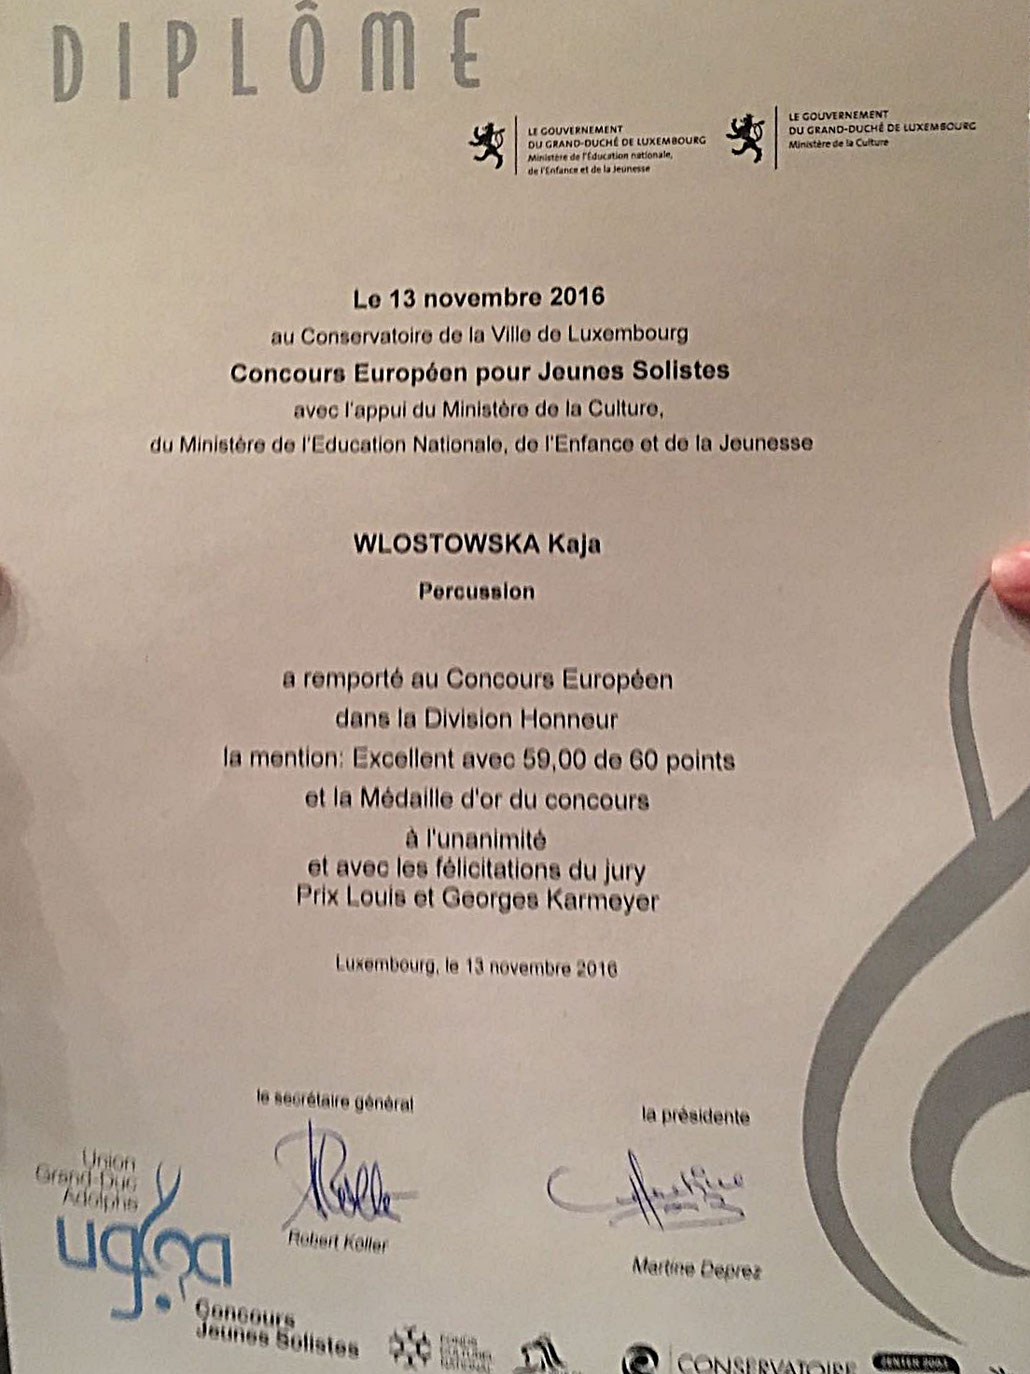 DIPLÔME
LE GOUVERNEMENT
DU GRAND-DUCHÉ DE LUXEMBOURG
Ministère de l'Éducation nationale,
de l'Enfance et de la Jeunesse
LE GOUVERNEMENT
DU GRAND-DUCHÉ DE LUXEMBOURG
Ministère de la Culture
Le 13 novembre 2016
au Conservatoire de la Ville de Luxembourg
Concours Européen pour Jeunes Solistes
avec l'appui du Ministère de la Culture,
du Ministère de l'Education Nationale, de l'Enfance et de la Jeunesse
WLOSTOWSKA Kaja
Percussion
a remporté au Concours Européen
dans la Division Honneur
la mention: Excellent avec 59,00 de 60 points
et la Médaille d'or du concours
à l'unanimité
et avec les félicitations du jury
Prix Louis et Georges Karmeyer
Luxembourg, le 13 novembre 2016
le secrétaire général
la présidente
Robert Köller
Martine Deprez
Union
Grand-Duc
Adolphe
ugda
Concours
Jeunes Solistes
FONDS
CULTUREL
NATIONAL
CONSERVATOIRE